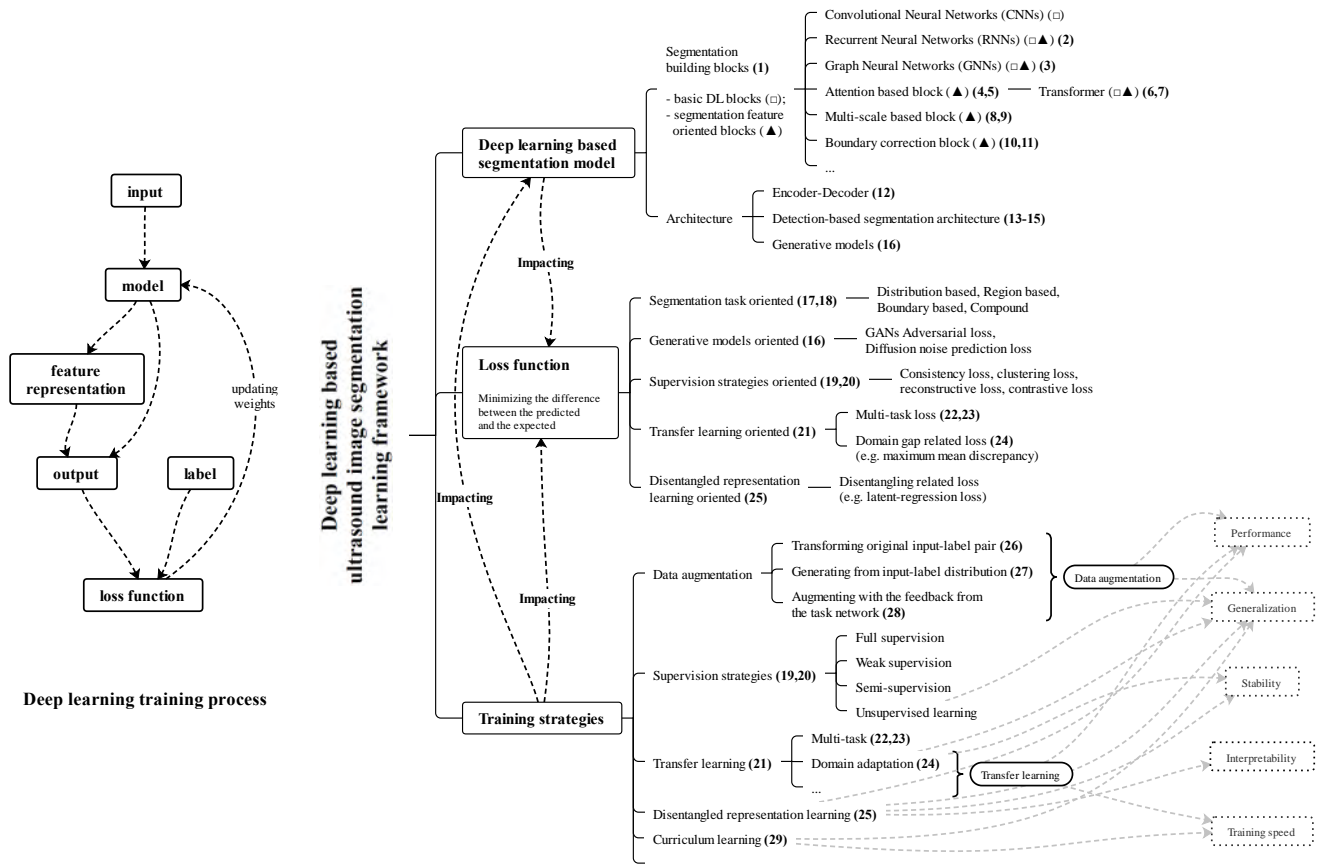 input
model
feature
representation
updating
weights
output
label
loss function
Deep learning training process
Deep learning based
ultrasound image segmentation
learning framework
Deep learning based
segmentation model
Segmentation
building blocks (1)
- basic DL blocks (□);
- segmentation feature
oriented blocks (▲)
Convolutional Neural Networks (CNNs) (□)
Recurrent Neural Networks (RNNs) (□▲) (2)
Graph Neural Networks (GNNs) (□▲) (3)
Attention based block (▲) (4,5)
Transformer (□▲) (6,7)
Multi-scale based block (▲) (8,9)
Boundary correction block (▲) (10,11)
...
Architecture
Encoder-Decoder (12)
Detection-based segmentation architecture (13-15)
Generative models (16)
Impacting
Loss function
Minimizing the difference
between the predicted
and the expected
Segmentation task oriented (17,18)
Distribution based, Region based,
Boundary based, Compound
Generative models oriented (16)
GANs Adversarial loss,
Diffusion noise prediction loss
Supervision strategies oriented (19,20)
Consistency loss, clustering loss,
reconstructive loss, contrastive loss
Transfer learning oriented (21)
Multi-task loss (22,23)
Domain gap related loss (24)
(e.g. maximum mean discrepancy)
Disentangled representation
learning oriented (25)
Disentangling related loss
(e.g. latent-regression loss)
Impacting
Impacting
Training strategies
Data augmentation
Transforming original input-label pair (26)
Generating from input-label distribution (27)
Augmenting with the feedback from
the task network (28)
Data augmentation
Supervision strategies (19,20)
Full supervision
Weak supervision
Semi-supervision
Unsupervised learning
Transfer learning (21)
Multi-task (22,23)
Domain adaptation (24)
...
Transfer learning
Disentangled representation learning (25)
Curriculum learning (29)
Performance
Generalization
Stability
Interpretability
Training speed